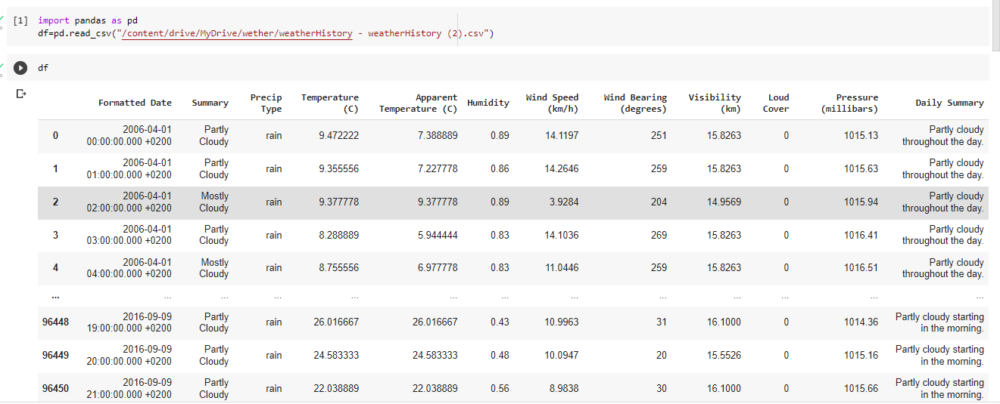 [1] import pandas as pd
df=pd.read_csv("/content/drive/MyDrive/wether/weatherHistory - weatherHistory (2).csv")
df
Formatted Date Summary Precip Type Temperature (C) Apparent Temperature (C) Humidity Wind Speed (km/h) Wind Bearing (degrees) Visibility (km) Loud Cover Pressure (millibars) Daily Summary
0 2006-04-01 00:00:00.000 +0200 Partly Cloudy rain 9.472222 7.388889 0.89 14.1197 251 15.8263 0 1015.13 Partly cloudy throughout the day.
1 2006-04-01 01:00:00.000 +0200 Partly Cloudy rain 9.355556 7.227778 0.86 14.2646 259 15.8263 0 1015.63 Partly cloudy throughout the day.
2 2006-04-01 02:00:00.000 +0200 Mostly Cloudy rain 9.377778 9.377778 0.89 3.9284 204 14.9569 0 1015.94 Partly cloudy throughout the day.
3 2006-04-01 03:00:00.000 +0200 Partly Cloudy rain 8.288889 5.944444 0.83 14.1036 269 15.8263 0 1016.41 Partly cloudy throughout the day.
4 2006-04-01 04:00:00.000 +0200 Mostly Cloudy rain 8.755556 6.977778 0.83 11.0446 259 15.8263 0 1016.51 Partly cloudy throughout the day.
... ... ... ... ... ... ... ... ... ... ... ... ...
96448 2016-09-09 19:00:00.000 +0200 Partly Cloudy rain 26.016667 26.016667 0.43 10.9963 31 16.1000 0 1014.36 Partly cloudy starting in the morning.
96449 2016-09-09 20:00:00.000 +0200 Partly Cloudy rain 24.583333 24.583333 0.48 10.0947 20 15.5526 0 1015.16 Partly cloudy starting in the morning.
96450 2016-09-09 21:00:00.000 +0200 Partly Cloudy rain 22.038889 22.038889 0.56 8.9838 30 16.1000 0 1015.66 Partly cloudy starting in the morning.